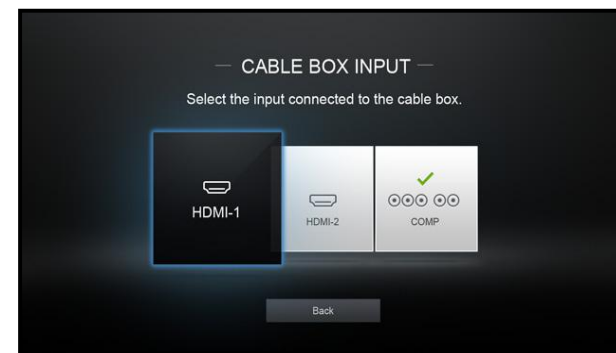 CABLE BOX INPUT
Select the input connected to the cable box.
HDMI-1
HDMI-2
COMP
Back